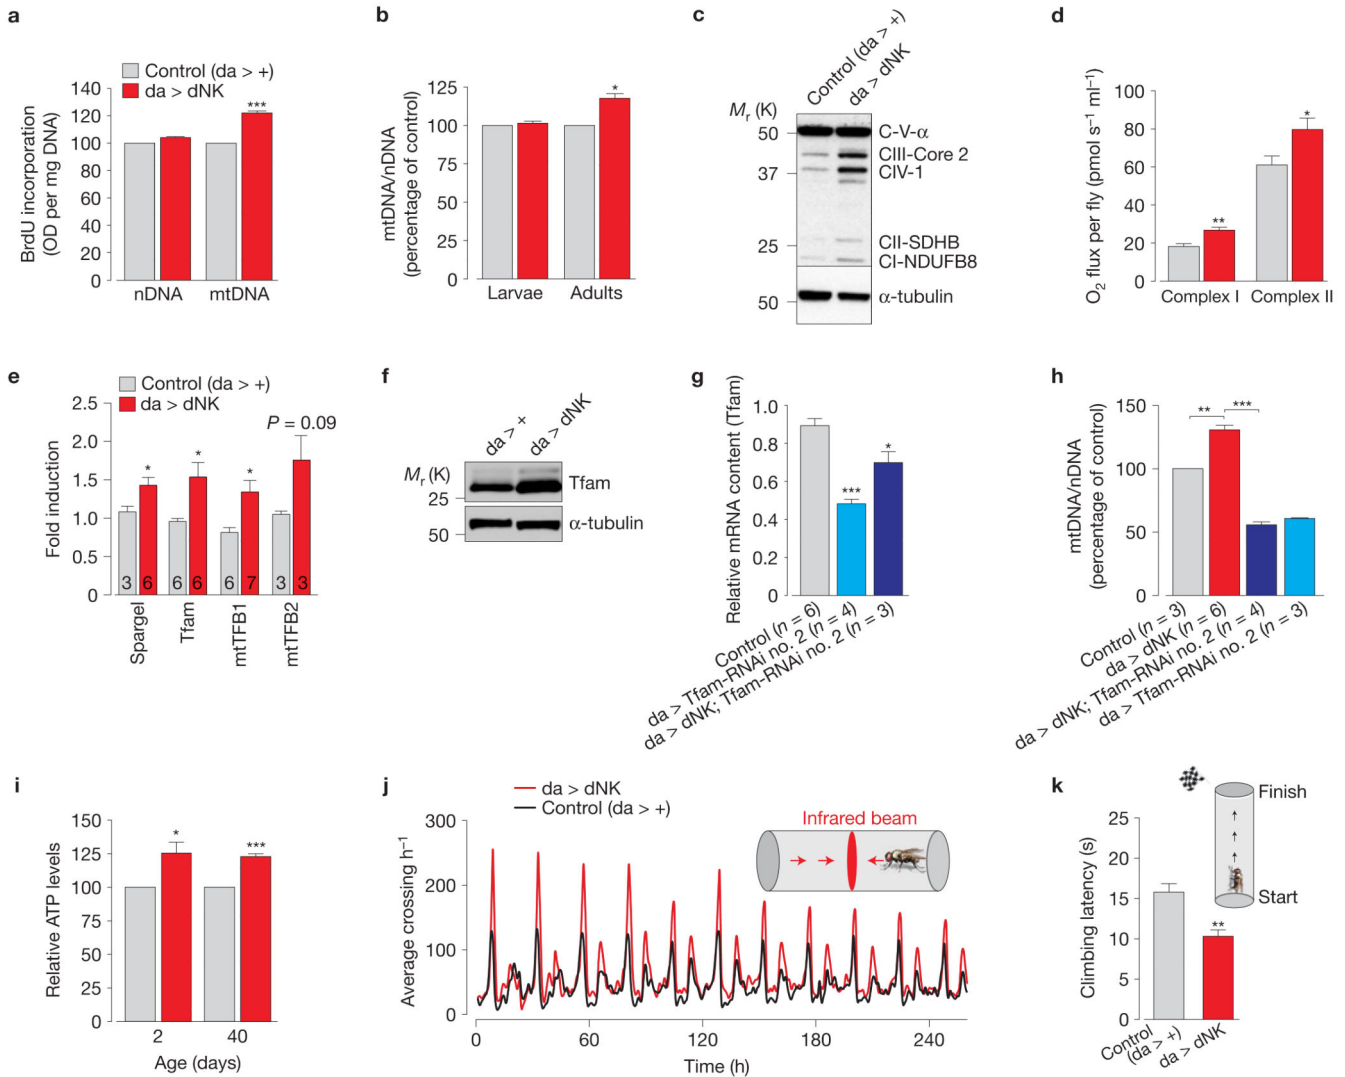 a
Control (da > +)
da > dNK
BrdU incorporation
(OD per mg DNA)
140
120
100
80
60
40
20
0
***
nDNA
mtDNA
b
mtDNA/nDNA
(percentage of control)
125
100
75
50
25
0
*
Larvae
Adults
c
Control (da > +)
da > dNK
Mr (K)
50
37
25
50
C-V-α
CIII-Core 2
CIV-1
CII-SDHB
CI-NDUFB8
α-tubulin
d
O2 flux per fly (pmol s−1 ml−1)
100
80
60
40
20
0
**
*
Complex I
Complex II
e
Control (da > +)
da > dNK
Fold induction
2.5
2.0
1.5
1.0
0.5
0
*
*
*
P = 0.09
3
6
6
6
6
7
3
3
Spargel
Tfam
mtTFB1
mtTFB2
f
da > +
da > dNK
Mr (K)
25
50
Tfam
α-tubulin
g
Relative mRNA content (Tfam)
1.0
0.8
0.6
0.4
0.2
0
***
*
Control (n = 6)
da > Tfam-RNAi no. 2 (n = 4)
da > dNK; Tfam-RNAi no. 2 (n = 3)
h
mtDNA/nDNA
(percentage of control)
150
100
50
0
**
***
Control (n = 3)
da > dNK (n = 6)
da > dNK; Tfam-RNAi no. 2 (n = 4)
da > Tfam-RNAi no. 2 (n = 3)
i
Relative ATP levels
150
125
100
75
50
25
0
*
***
2
40
Age (days)
j
da > dNK
Control (da > +)
Average crossing h−1
300
200
100
0
Infrared beam
0
60
120
180
240
Time (h)
k
Finish
Start
Climbing latency (s)
25
20
15
10
5
0
**
Control
(da > +)
da > dNK